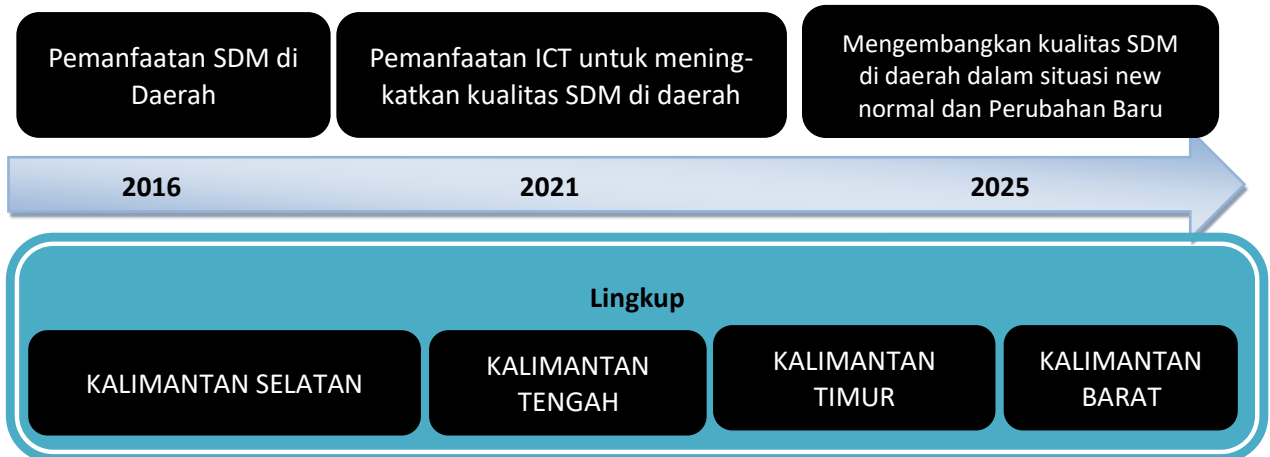 Pemanfaatan SDM di
Daerah
Pemanfaatan ICT untuk mening-
katkan kualitas SDM di daerah
Mengembangkan kualitas SDM
di daerah dalam situasi new
normal dan Perubahan Baru
2016
2021
2025
Lingkup
KALIMANTAN SELATAN
KALIMANTAN
TENGAH
KALIMANTAN
TIMUR
KALIMANTAN
BARAT